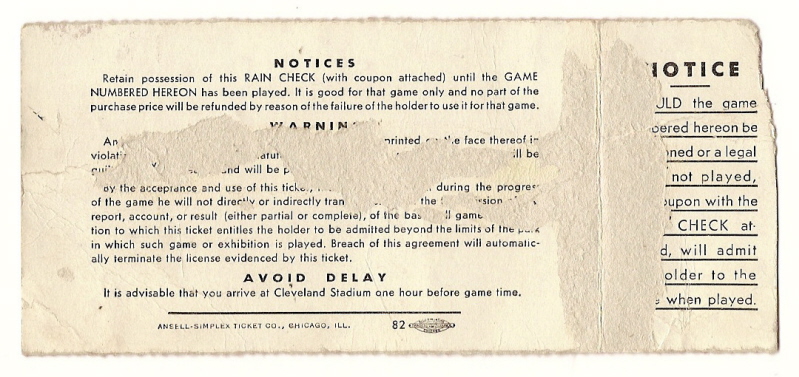 NOTICES
Retain possession of this RAIN CHECK (with coupon attached) until the GAME
NUMBERED HEREON has been played. It is good for that game only and no part of the
purchase price will be refunded by reason of the failure of the holder to use it for that game.
WARNIN
An printed on the face thereof in
will be
and will be
By the acceptance and use of this ticket, during the progres
of the game he will not directly or indirectly tran the
report, account, or result (either partial or complete), of the bas ll game
tion to which this ticket entitles the holder to be admitted beyond the limits of the park
in which such game or exhibition is played. Breach of this agreement will automatic-
ally terminate the license evidenced by this ticket.
AVOID DELAY
It is advisable that you arrive at Cleveland Stadium one hour before game time.
ANSELL-SIMPLEX TICKET CO., CHICAGO, ILL. 82
NOTICE
ULD the game
bered hereon be
oned or a legal
not played,
oupon with the
CHECK at-
d, will admit
older to the
when played.